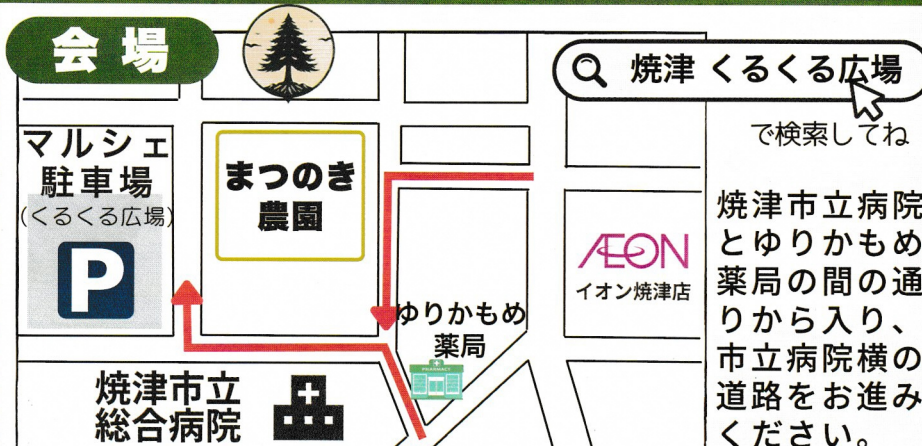 会場
焼津 くるくる広場
で検索してね
マルシェ
駐車場
(くるくる広場)
P
まつのき
農園
ÆON
イオン焼津店
ゆりかもめ
薬局
PHARMACY
焼津市立
総合病院
焼津市立病院
とゆりかもめ
薬局の間の通
りから入り、
市立病院横の
道路をお進み
ください。